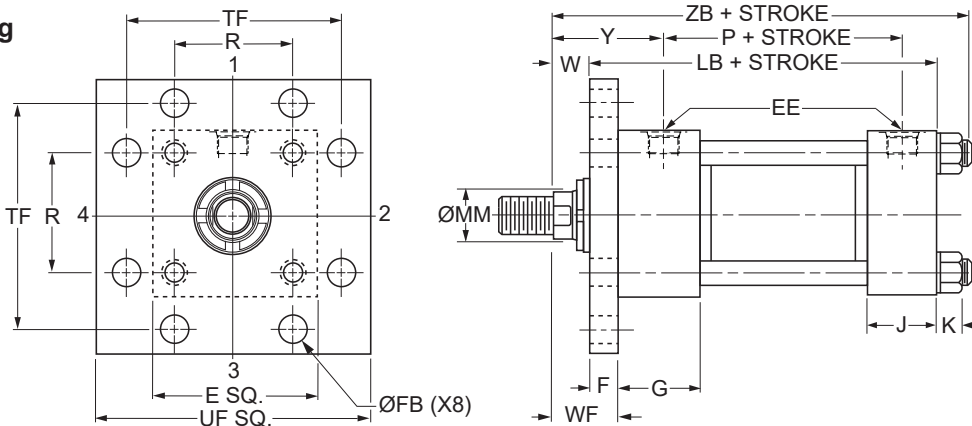 g
TF
R
1
TF
R
4
2
3
E SQ.
UF SQ.
ØFB (X8)
ZB + STROKE
Y
P + STROKE
W
LB + STROKE
EE
ØMM
J
K
F
G
WF